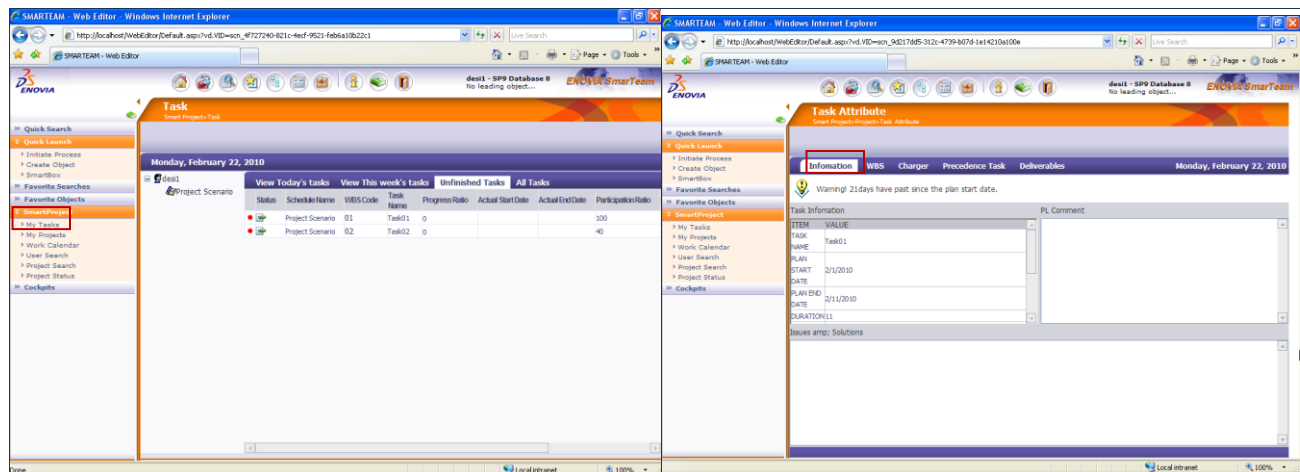 SMARTEAM - Web Editor - Windows Internet Explorer
http://localhost/WebEditor/Default.aspx?vd.VID=scn_4f727240-821c-4ecf-9521-feb6a10b22c1
Live Search
SMARTEAM - Web Editor
Page Tools
ENOVIA
desi1 - SP9 Database 8
No leading object...
ENOVIA SmarTeam
Task
Smart Project>Task
Quick Search
Quick Launch
Initiate Process
Create Object
SmartBox
Favorite Searches
Favorite Objects
SmartProject
My Tasks
My Projects
Work Calendar
User Search
Project Search
Project Status
Cockpits
Monday, February 22, 2010
desi1
Project Scenario
View Today's tasks View This week's tasks Unfinished Tasks All Tasks
Status Schedule Name WBS Code Task Name Progress Ratio Actual Start Date Actual End Date Participation Ratio
Project Scenario 01 Task01 0 100
Project Scenario 02 Task02 0 40
Done
Local intranet 100%
SMARTEAM - Web Editor - Windows Internet Explorer
http://localhost/WebEditor/Default.aspx?vd.VID=scn_9d217dd5-312c-4739-b07d-1e14210a100e
Live Search
SMARTEAM - Web Editor
Page Tools
ENOVIA
desi1 - SP9 Database 8
No leading object...
ENOVIA SmarTeam
Task Attribute
Smart Project>Project>Task Attribute
Quick Search
Quick Launch
Initiate Process
Create Object
SmartBox
Favorite Searches
Favorite Objects
SmartProject
My Tasks
My Projects
Work Calendar
User Search
Project Search
Project Status
Cockpits
Infomation WBS Charger Precedence Task Deliverables Monday, February 22, 2010
Warning! 21days have past since the plan start date.
Task Infomation
PL Comment
ITEM VALUE
TASK NAME Task01
PLAN START DATE 2/1/2010
PLAN END DATE 2/11/2010
DURATION 11
Issues amp; Solutions
Local intranet 100%